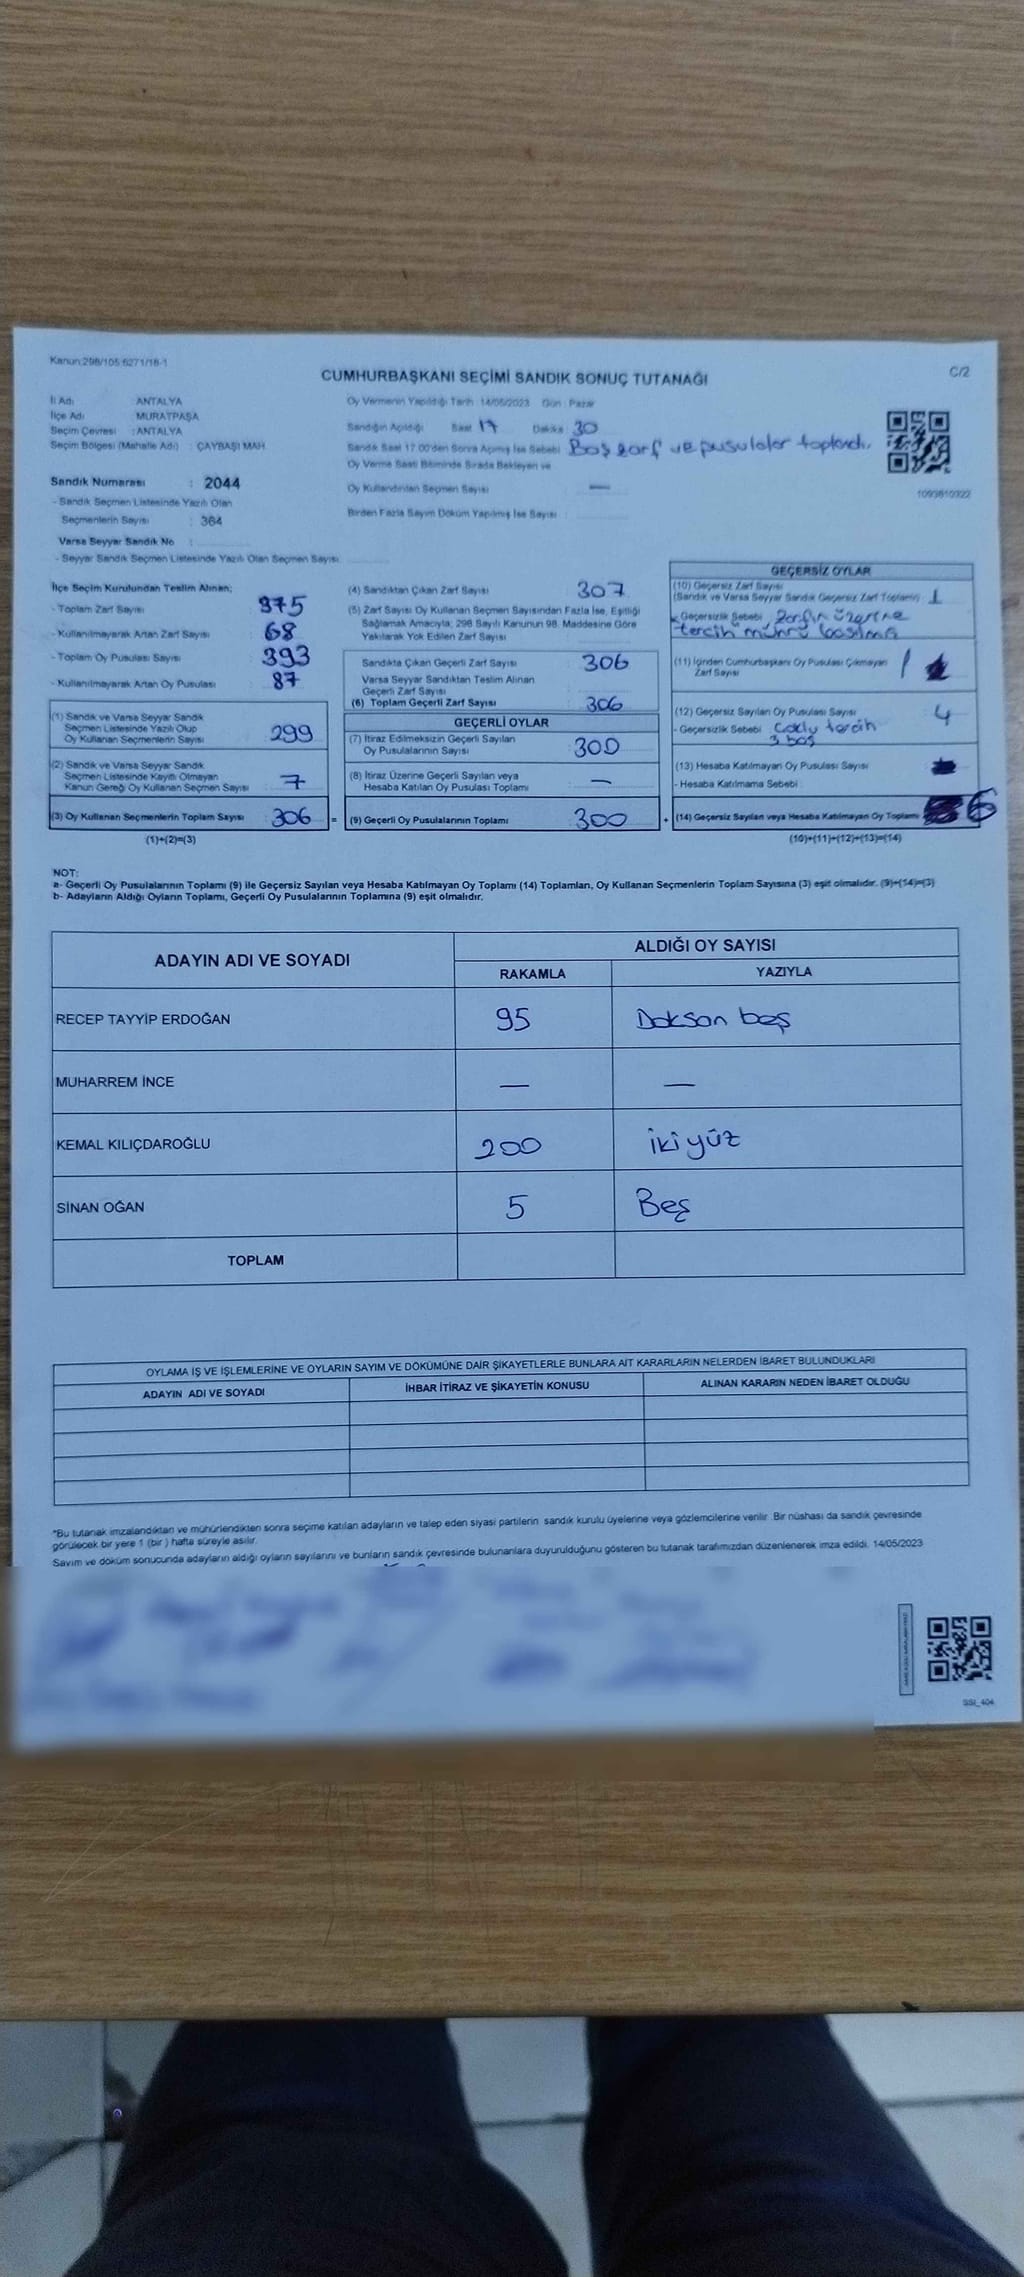 Kanun:298/105 6271/18-1
CUMHURBAŞKANI SEÇİMİ SANDIK SONUÇ TUTANAĞI
C/2
İl Adı : ANTALYA
İlçe Adı : MURATPAŞA
Seçim Çevresi : ANTALYA
Seçim Bölgesi (Mahalle Adı) : ÇAYBAŞI MAH.
Sandık Numarası : 2044
- Sandık Seçmen Listesinde Yazılı Olan
Seçmenlerin Sayısı : 364
Varsa Seyyar Sandık No :
- Seyyar Sandık Seçmen Listesinde Yazılı Olan Seçmen Sayısı:
Oy Vermenin Yapıldığı Tarih 14/05/2023 Gün : Pazar
Sandığın Açıldığı Saat 17 Dakika 30
Sandık Saat 17.00'den Sonra Açmış İse Sebebi Boş zarf ve pusulalar toplandı.
Oy Verme Saati Bitiminde Sırada Bekleyen ve
Oy Kullandırılan Seçmen Sayısı : —
Birden Fazla Sayım Döküm Yapılmış İse Sayısı :
1093810322
İlçe Seçim Kurulundan Teslim Alınan;
- Toplam Zarf Sayısı : 375
- Kullanılmayarak Artan Zarf Sayısı : 68
- Toplam Oy Pusulası Sayısı : 393
- Kullanılmayarak Artan Oy Pusulası : 87
(1) Sandık ve Varsa Seyyar Sandık
Seçmen Listesinde Yazılı Olup
Oy Kullanan Seçmenlerin Sayısı : 299
(2) Sandık ve Varsa Seyyar Sandık
Seçmen Listesinde Kayıtlı Olmayan
Kanun Gereği Oy Kullanan Seçmen Sayısı : 7
(3) Oy Kullanan Seçmenlerin Toplam Sayısı : 306 =
(1)+(2)=(3)
(4) Sandıktan Çıkan Zarf Sayısı : 307
(5) Zarf Sayısı Oy Kullanan Seçmen Sayısından Fazla İse, Eşitliği
Sağlamak Amacıyla; 298 Sayılı Kanunun 98. Maddesine Göre
Yakılarak Yok Edilen Zarf Sayısı :
Sandıkta Çıkan Geçerli Zarf Sayısı : 306
Varsa Seyyar Sandıktan Teslim Alınan
Geçerli Zarf Sayısı :
(6) Toplam Geçerli Zarf Sayısı : 306
GEÇERLİ OYLAR
(7) İtiraz Edilmeksizin Geçerli Sayılan
Oy Pusulalarının Sayısı : 300
(8) İtiraz Üzerine Geçerli Sayılan veya
Hesaba Katılan Oy Pusulası Toplamı : —
(9) Geçerli Oy Pusulalarının Toplamı : 300 +
GEÇERSİZ OYLAR
(10) Geçersiz Zarf Sayısı
(Sandık ve Varsa Seyyar Sandık Geçersiz Zarf Toplamı) : 1
- Geçersizlik Sebebi Zarfın üzerine
tercih mührü basılmış
(11) İçinden Cumhurbaşkanı Oy Pusulası Çıkmayan
Zarf Sayısı : 1
(12) Geçersiz Sayılan Oy Pusulası Sayısı : 4
- Geçersizlik Sebebi Çoklu tercih
3 boş
(13) Hesaba Katılmayan Oy Pusulası Sayısı :
- Hesaba Katılmama Sebebi
(14) Geçersiz Sayılan veya Hesaba Katılmayan Oy Toplamı 6
(10)+(11)+(12)+(13)=(14)
NOT:
a- Geçerli Oy Pusulalarının Toplamı (9) ile Geçersiz Sayılan veya Hesaba Katılmayan Oy Toplamı (14) Toplamları, Oy Kullanan Seçmenlerin Toplam Sayısına (3) eşit olmalıdır. (9)+(14)=(3)
b- Adayların Aldığı Oyların Toplamı, Geçerli Oy Pusulalarının Toplamına (9) eşit olmalıdır.
ADAYIN ADI VE SOYADI
ALDIĞI OY SAYISI
RAKAMLA YAZIYLA
RECEP TAYYİP ERDOĞAN 95 Doksan beş
MUHARREM İNCE — —
KEMAL KILIÇDAROĞLU 200 İki yüz
SİNAN OĞAN 5 Beş
TOPLAM
OYLAMA İŞ VE İŞLEMLERİNE VE OYLARIN SAYIM VE DÖKÜMÜNE DAİR ŞİKAYETLERLE BUNLARA AİT KARARLARIN NELERDEN İBARET BULUNDUKLARI
ADAYIN ADI VE SOYADI İHBAR İTİRAZ VE ŞİKAYETİN KONUSU ALINAN KARARIN NEDEN İBARET OLDUĞU
*Bu tutanak imzalandıktan ve mühürlendikten sonra seçime katılan adayların ve talep eden siyasi partilerin sandık kurulu üyelerine veya gözlemcilerine verilir. Bir nüshası da sandık çevresinde
görülecek bir yere 1 (bir ) hafta süreyle asılır.
Sayım ve döküm sonucunda adayların aldığı oyların sayılarını ve bunların sandık çevresinde bulunanlara duyurulduğunu gösteren bu tutanak tarafımızdan düzenlenerek imza edildi. 14/05/2023
SSI_404